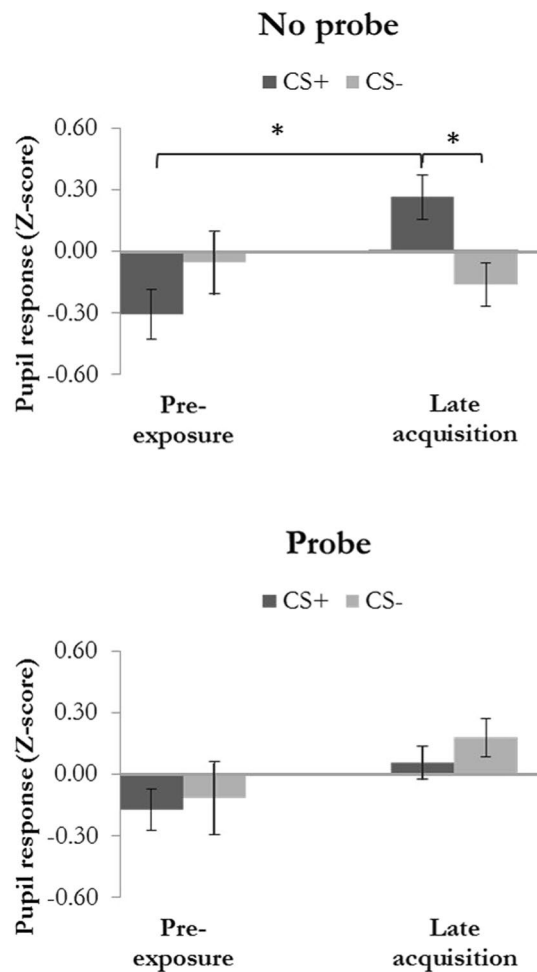 No probe
CS+ CS-
*
*
Pupil response (Z-score)
0.60
0.30
0.00
-0.30
-0.60
Pre-
exposure
Late
acquisition
Probe
CS+ CS-
Pupil response (Z-score)
0.60
0.30
0.00
-0.30
-0.60
Pre-
exposure
Late
acquisition